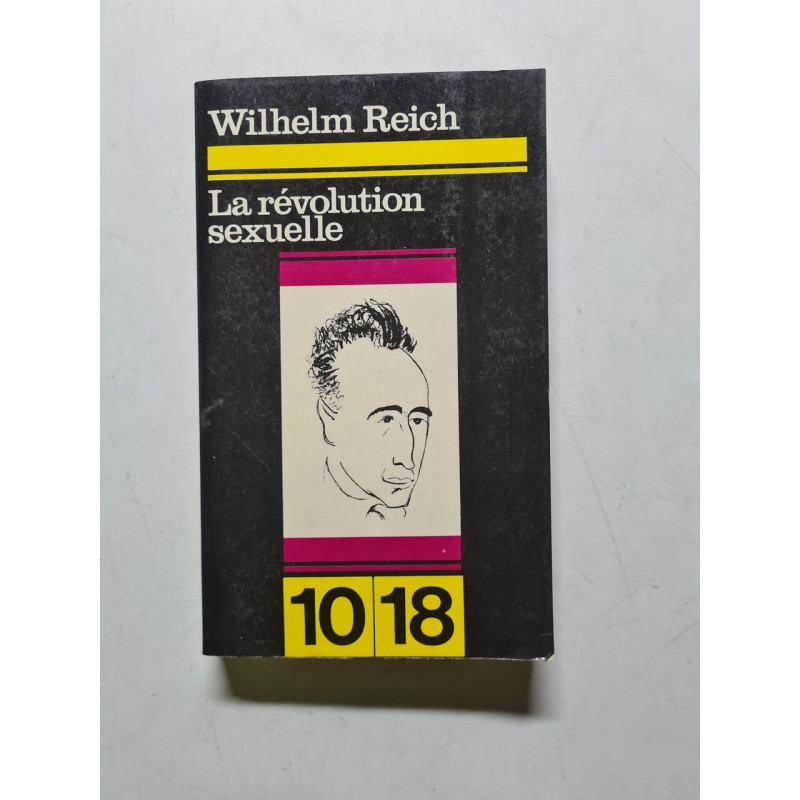 Wilhelm Reich
La révolution
sexuelle
10 18